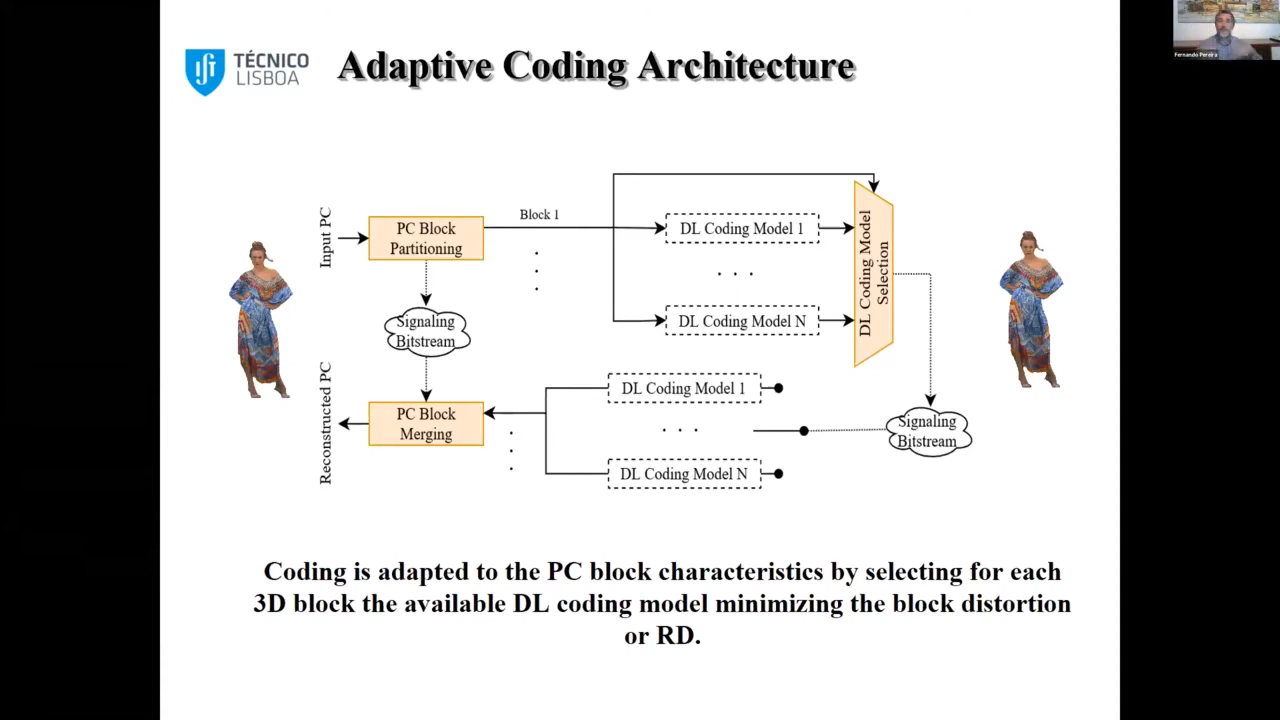 TÉCNICO
LISBOA
Adaptive Coding Architecture
Fernando Pereira
Input PC
PC Block
Partitioning
Block 1
DL Coding Model 1
. . .
DL Coding Model N
DL Coding Model
Selection
Signaling
Bitstream
Reconstructed PC
PC Block
Merging
DL Coding Model 1
. . .
DL Coding Model N
Signaling
Bitstream
Coding is adapted to the PC block characteristics by selecting for each
3D block the available DL coding model minimizing the block distortion
or RD.